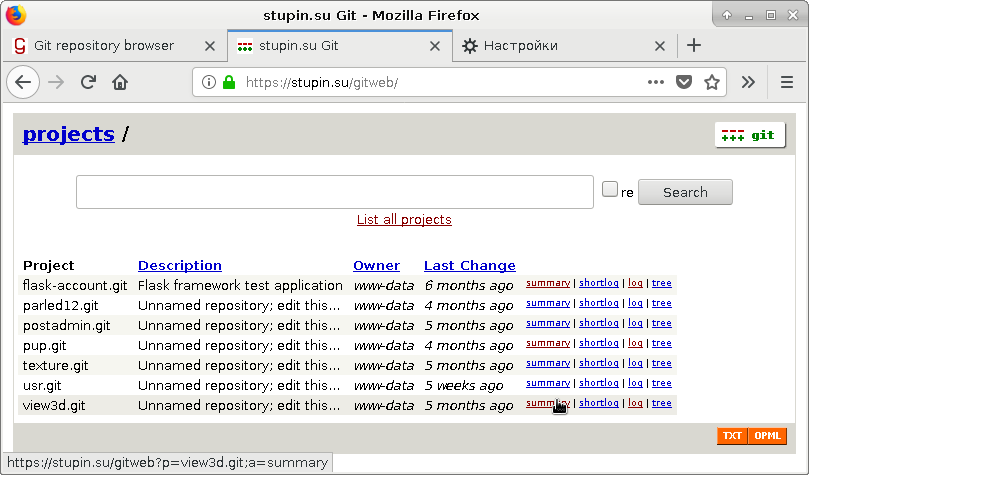 stupin.su Git - Mozilla Firefox
Git repository browser
stupin.su Git
Настройки
https://stupin.su/gitweb/
projects /
git
re
Search
List all projects
Project Description Owner Last Change
flask-account.git Flask framework test application www-data 6 months ago summary | shortlog | log | tree
parled12.git Unnamed repository; edit this... www-data 4 months ago summary | shortlog | log | tree
postadmin.git Unnamed repository; edit this... www-data 5 months ago summary | shortlog | log | tree
pup.git Unnamed repository; edit this... www-data 4 months ago summary | shortlog | log | tree
texture.git Unnamed repository; edit this... www-data 5 months ago summary | shortlog | log | tree
usr.git Unnamed repository; edit this... www-data 5 weeks ago summary | shortlog | log | tree
view3d.git Unnamed repository; edit this... www-data 5 months ago summary | shortlog | log | tree
TXT OPML
https://stupin.su/gitweb?p=view3d.git;a=summary